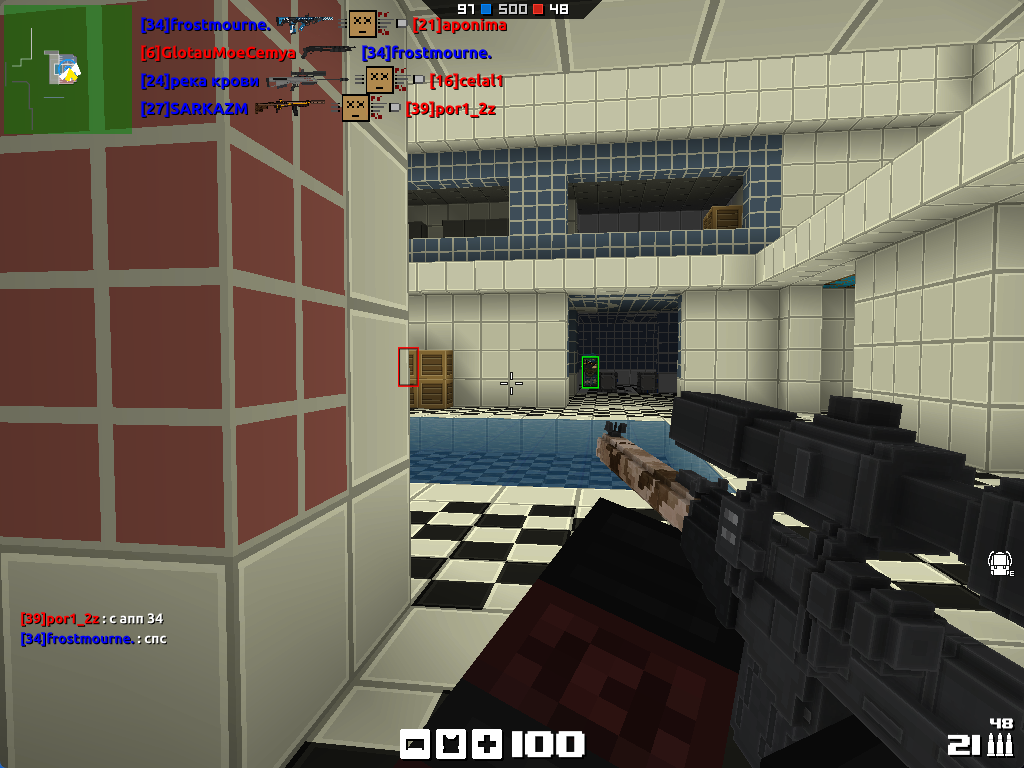 97 500 48
[34]frostmourne. [21]aponima
[6]GlotauMoeCemya [34]frostmourne.
[24]река крови [16]celal1
[27]SARKAZM [39]por1_2z
[39]por1_2z : с апп 34
[34]frostmourne. : спс
E
48
100 21